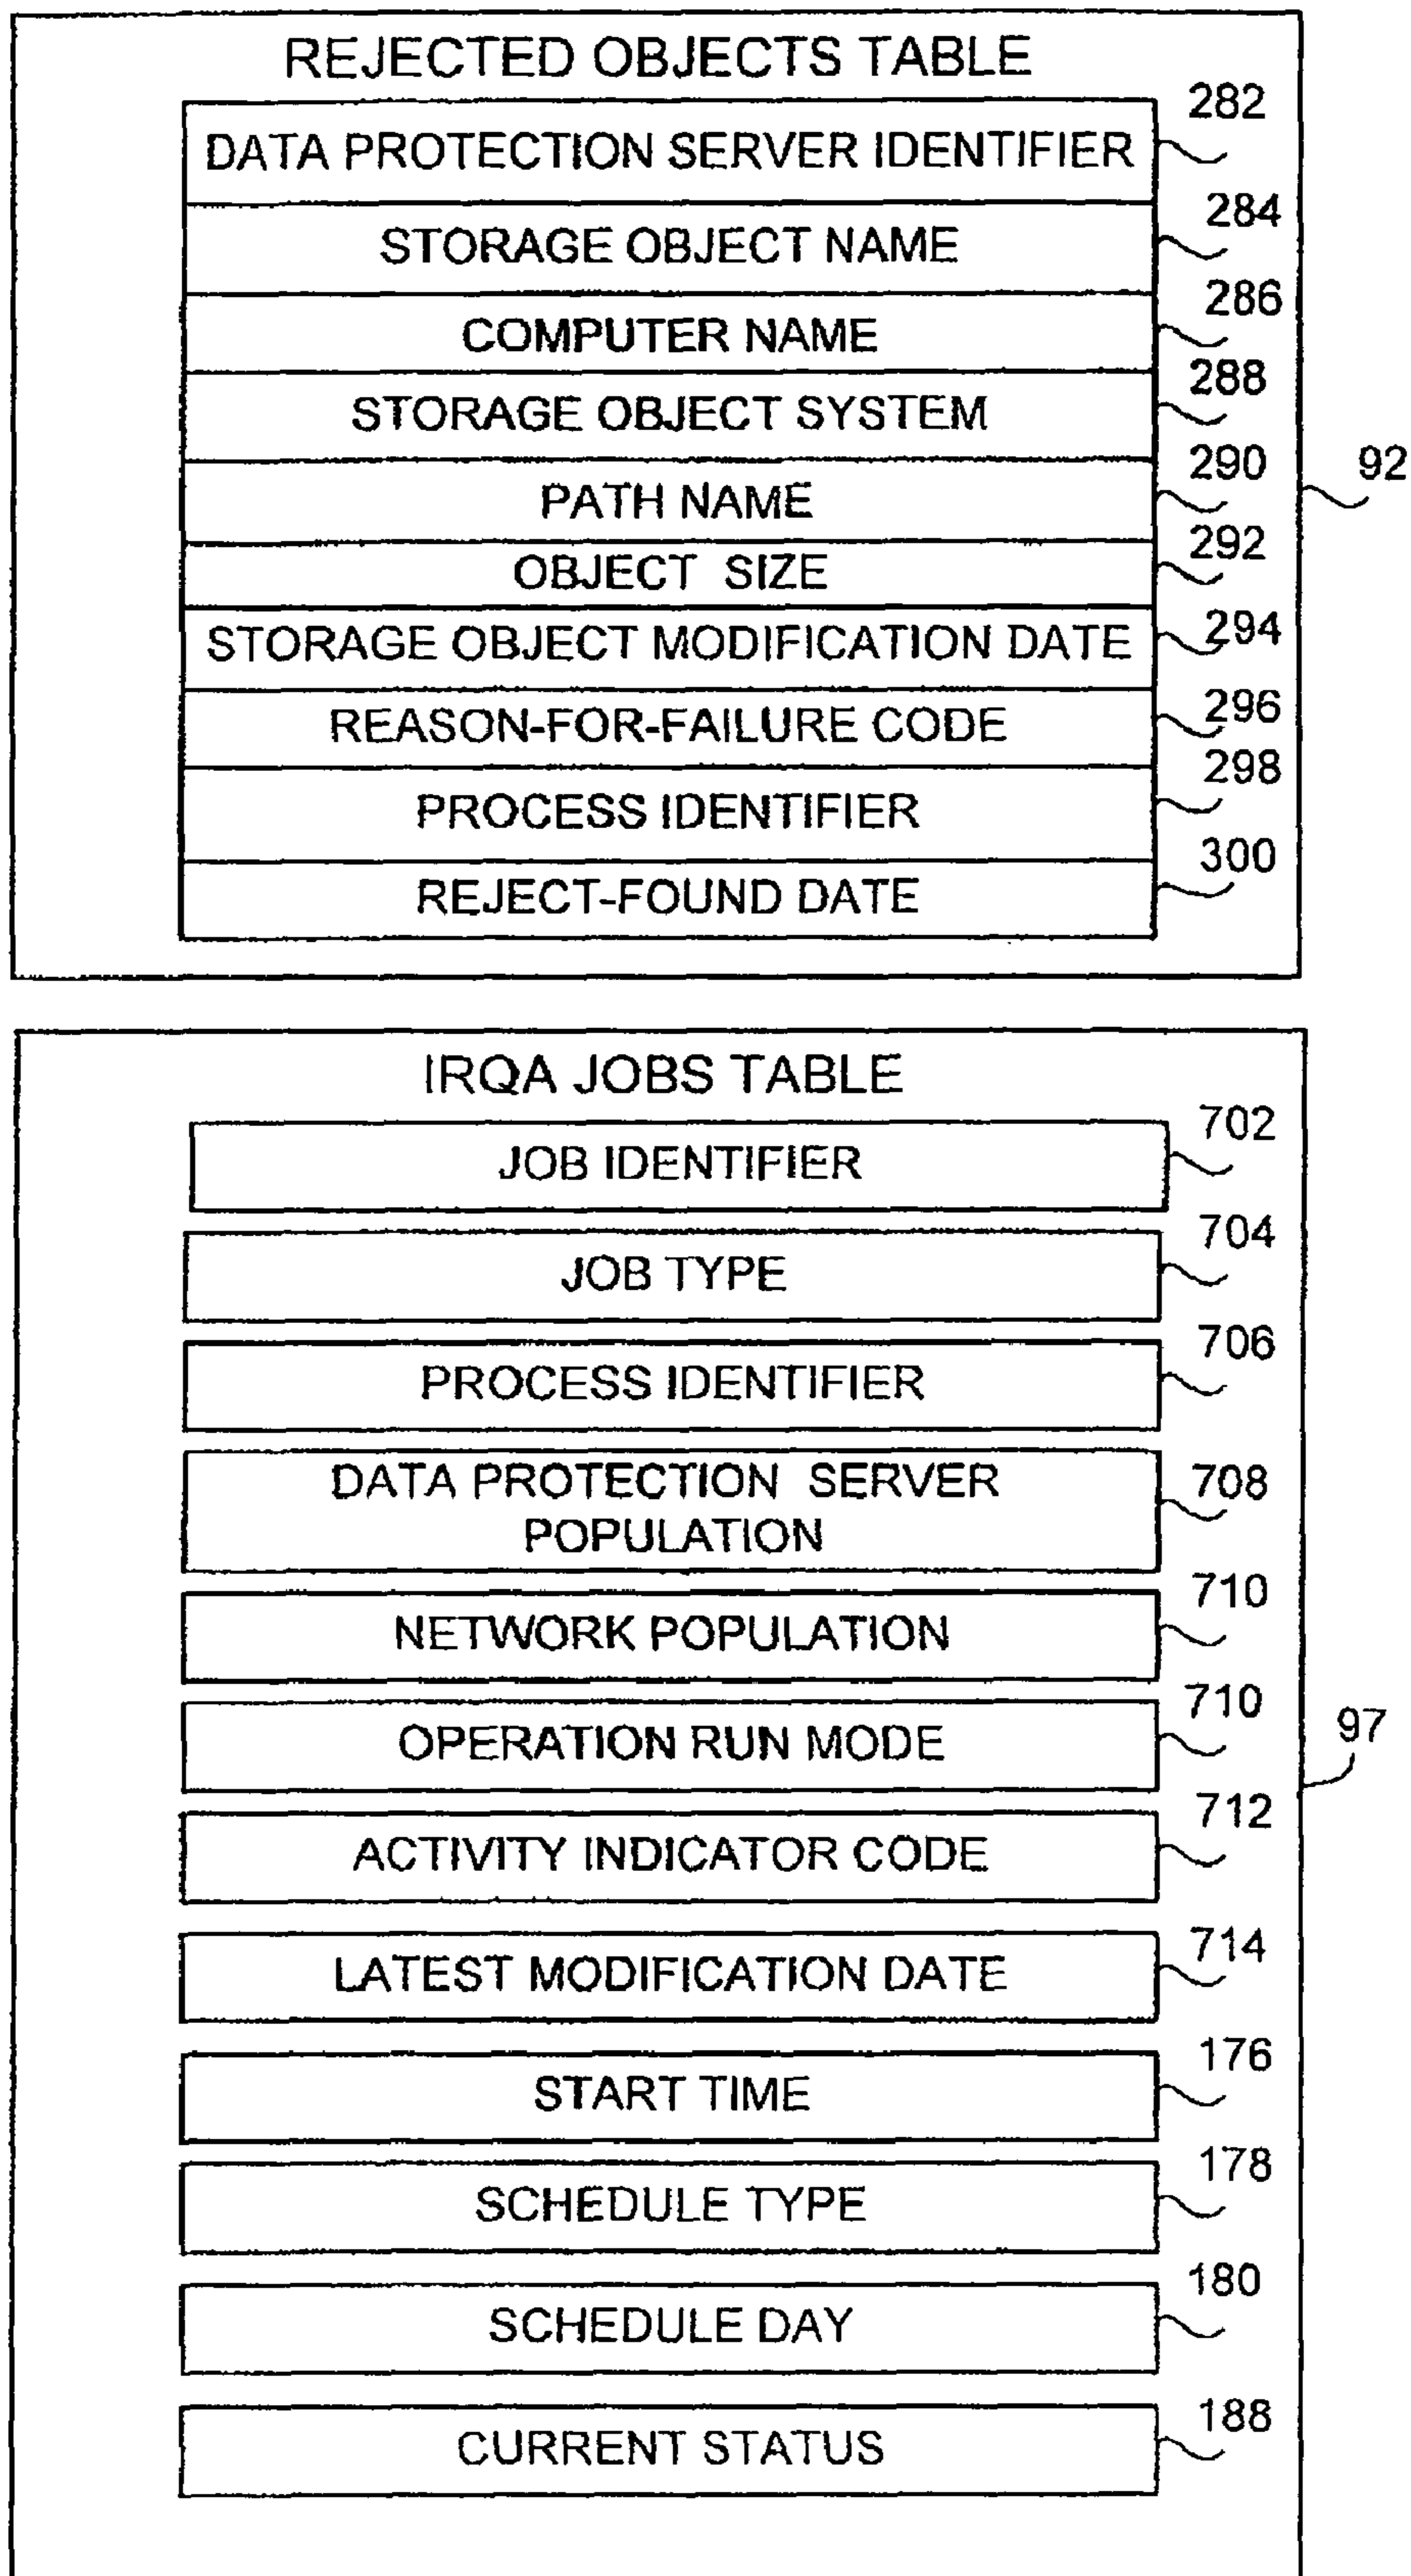 REJECTED OBJECTS TABLE
DATA PROTECTION SERVER IDENTIFIER 282
STORAGE OBJECT NAME 284
COMPUTER NAME 286
STORAGE OBJECT SYSTEM 288
PATH NAME 290
92
OBJECT SIZE 292
STORAGE OBJECT MODIFICATION DATE 294
REASON-FOR-FAILURE CODE 296
PROCESS IDENTIFIER 298
REJECT-FOUND DATE 300
IRQA JOBS TABLE
JOB IDENTIFIER 702
JOB TYPE 704
PROCESS IDENTIFIER 706
DATA PROTECTION SERVER 708
POPULATION
NETWORK POPULATION 710
OPERATION RUN MODE 710
97
ACTIVITY INDICATOR CODE 712
LATEST MODIFICATION DATE 714
START TIME 176
SCHEDULE TYPE 178
SCHEDULE DAY 180
CURRENT STATUS 188